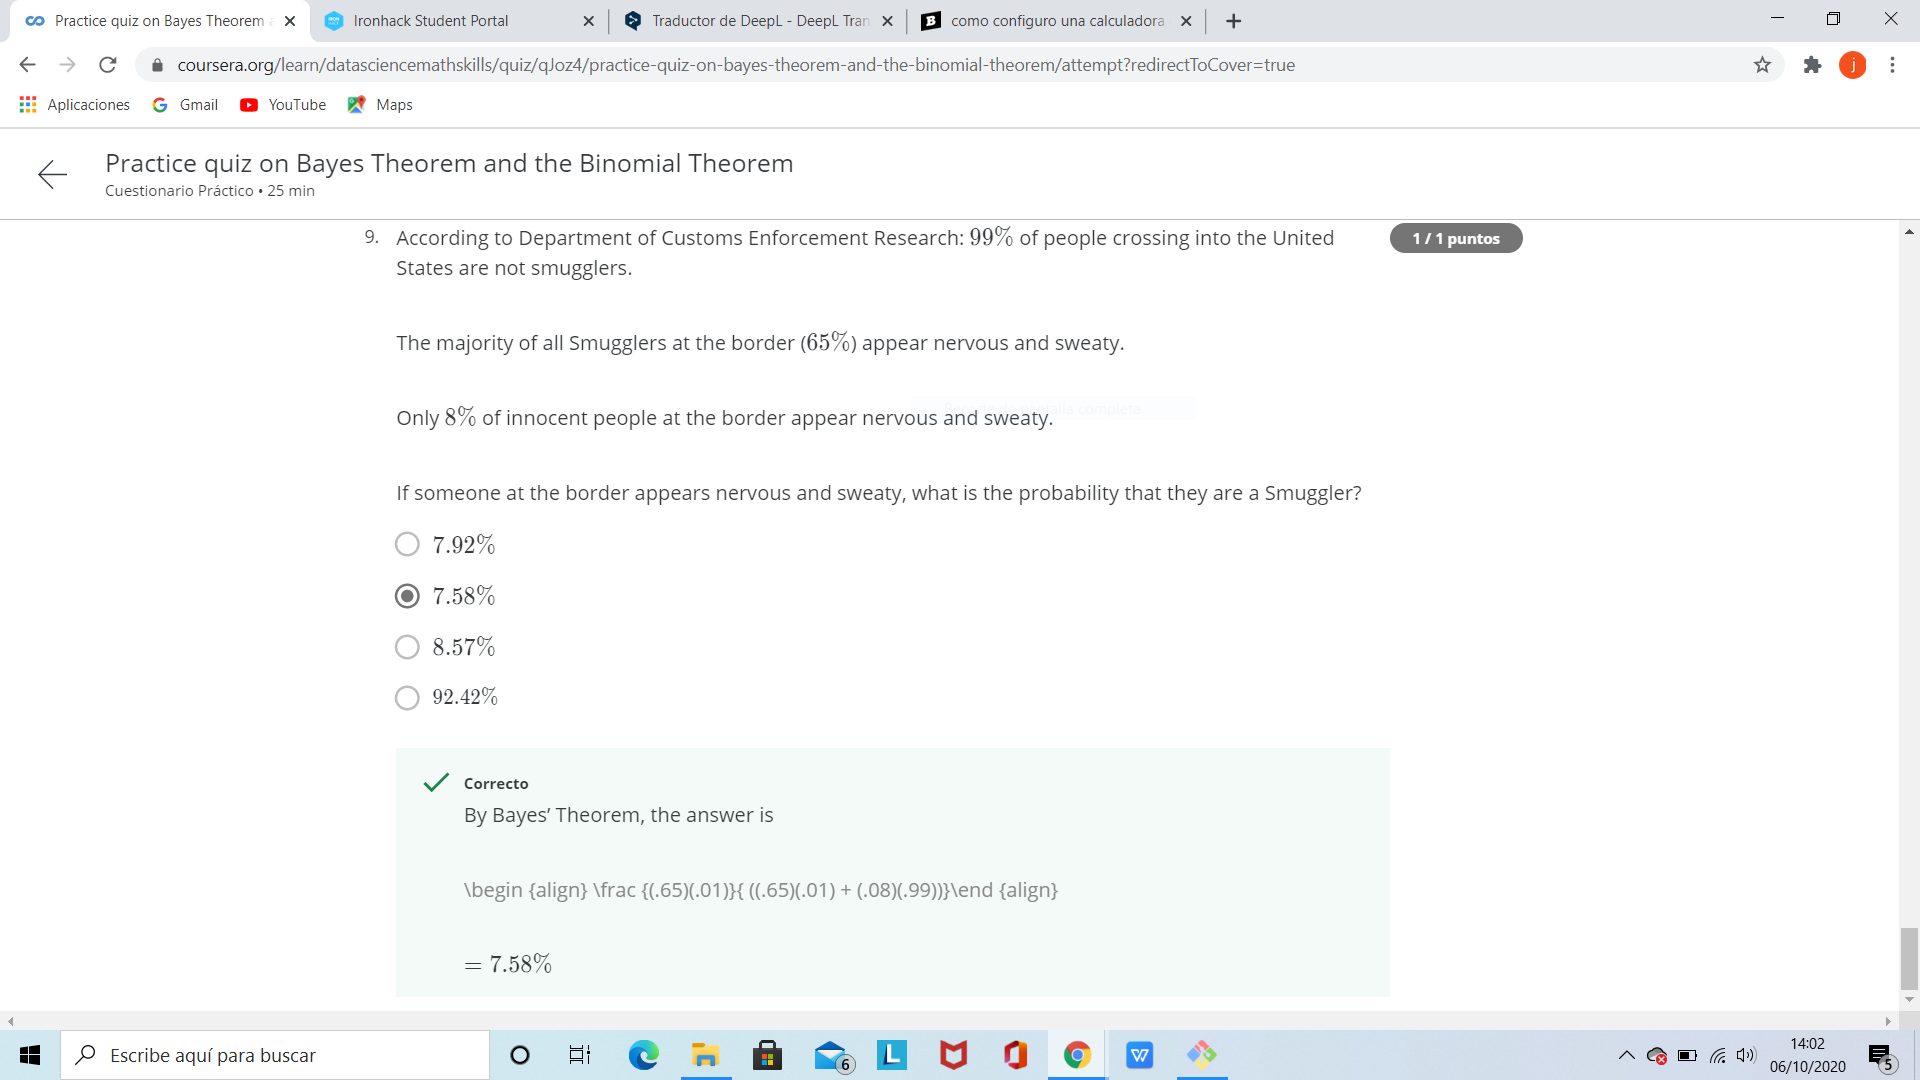 Practice quiz on Bayes Theorem a
Ironhack Student Portal
Traductor de DeepL - DeepL Tran
como configuro una calculadora
coursera.org/learn/datasciencemathskills/quiz/qJoz4/practice-quiz-on-bayes-theorem-and-the-binomial-theorem/attempt?redirectToCover=true
j
Aplicaciones
Gmail
YouTube
Maps
Practice quiz on Bayes Theorem and the Binomial Theorem
Cuestionario Práctico • 25 min
9. According to Department of Customs Enforcement Research: 99% of people crossing into the United
States are not smugglers.
1 / 1 puntos
The majority of all Smugglers at the border (65%) appear nervous and sweaty.
Only 8% of innocent people at the border appear nervous and sweaty.
If someone at the border appears nervous and sweaty, what is the probability that they are a Smuggler?
7.92%
7.58%
8.57%
92.42%
Correcto
By Bayes’ Theorem, the answer is
\begin {align} \frac {(.65)(.01)}{ ((.65)(.01) + (.08)(.99))}\end {align}
= 7.58%
Escribe aquí para buscar
6
L
W
14:02
06/10/2020
5